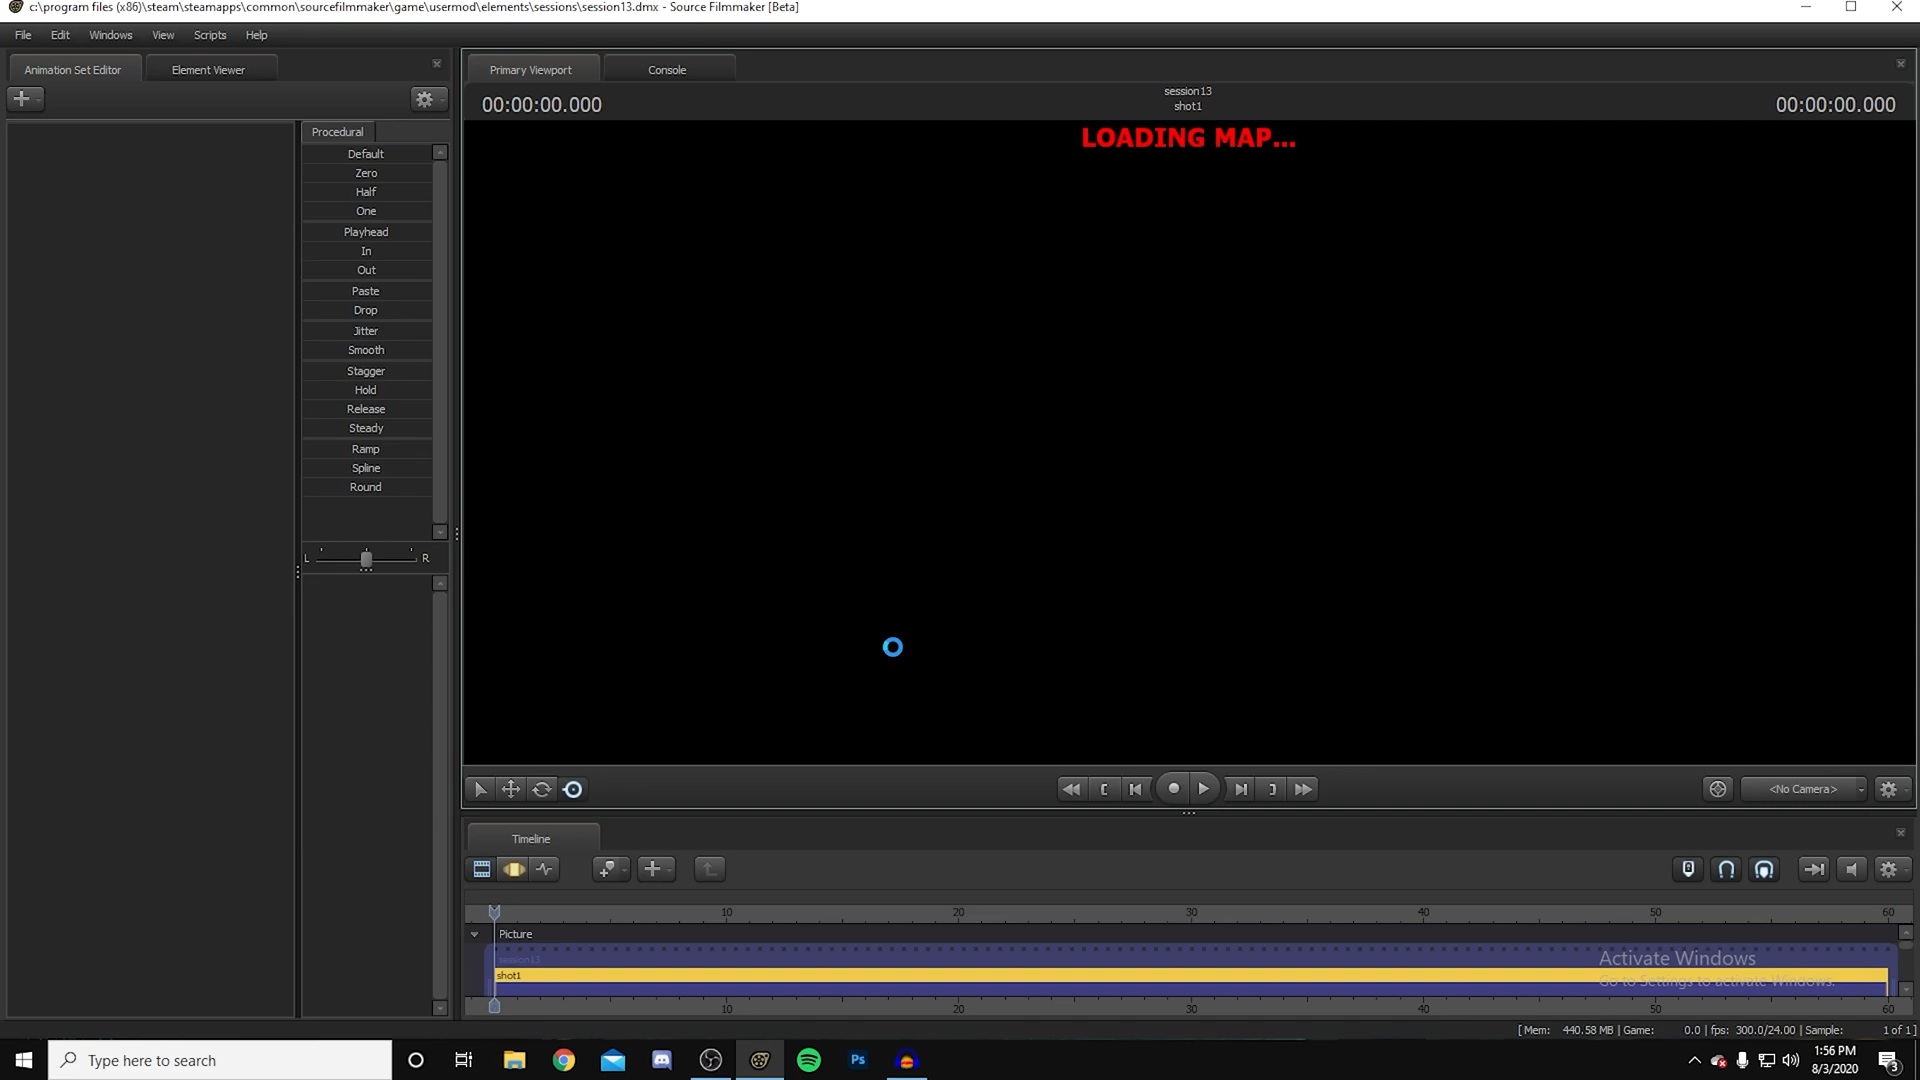 c:\program files (x86)\steam\steamapps\common\sourcefilmmaker\game\usermod\elements\sessions\session13.dmx - Source Filmmaker [Beta]
File Edit Windows View Scripts Help
Animation Set Editor Element Viewer
Primary Viewport Console
00:00:00.000
session13
shot1
00:00:00.000
LOADING MAP...
Procedural
Default
Zero
Half
One
Playhead
In
Out
Paste
Drop
Jitter
Smooth
Stagger
Hold
Release
Steady
Ramp
Spline
Round
L R
<No Camera>
Timeline
10 20 30 40 50 60
Picture
session13
shot1
10 20 30 40 50 60
Activate Windows
Go to Settings to activate Windows.
[ Mem: 440.58 MB | Game: 0.0 | fps: 300.0/24.00 | Sample: 1 of 1 ]
Type here to search
Ps
1:56 PM
8/3/2020
3